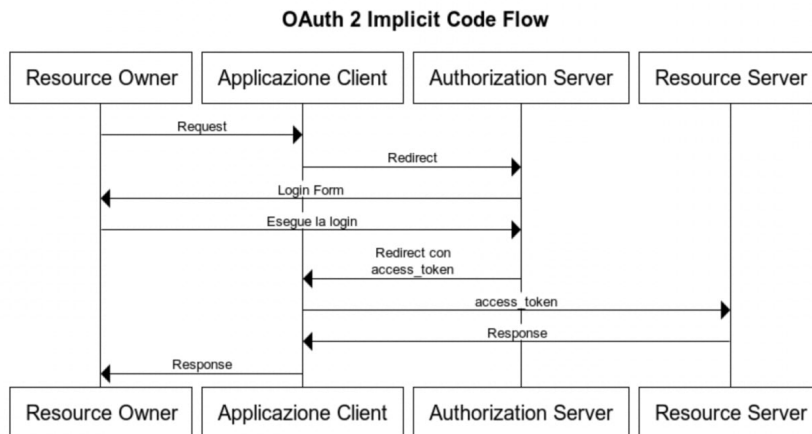 OAuth 2 Implicit Code Flow
Resource Owner
Applicazione Client
Authorization Server
Resource Server
Request
Redirect
Login Form
Esegue la login
Redirect con
access_token
access_token
Response
Response
Resource Owner
Applicazione Client
Authorization Server
Resource Server